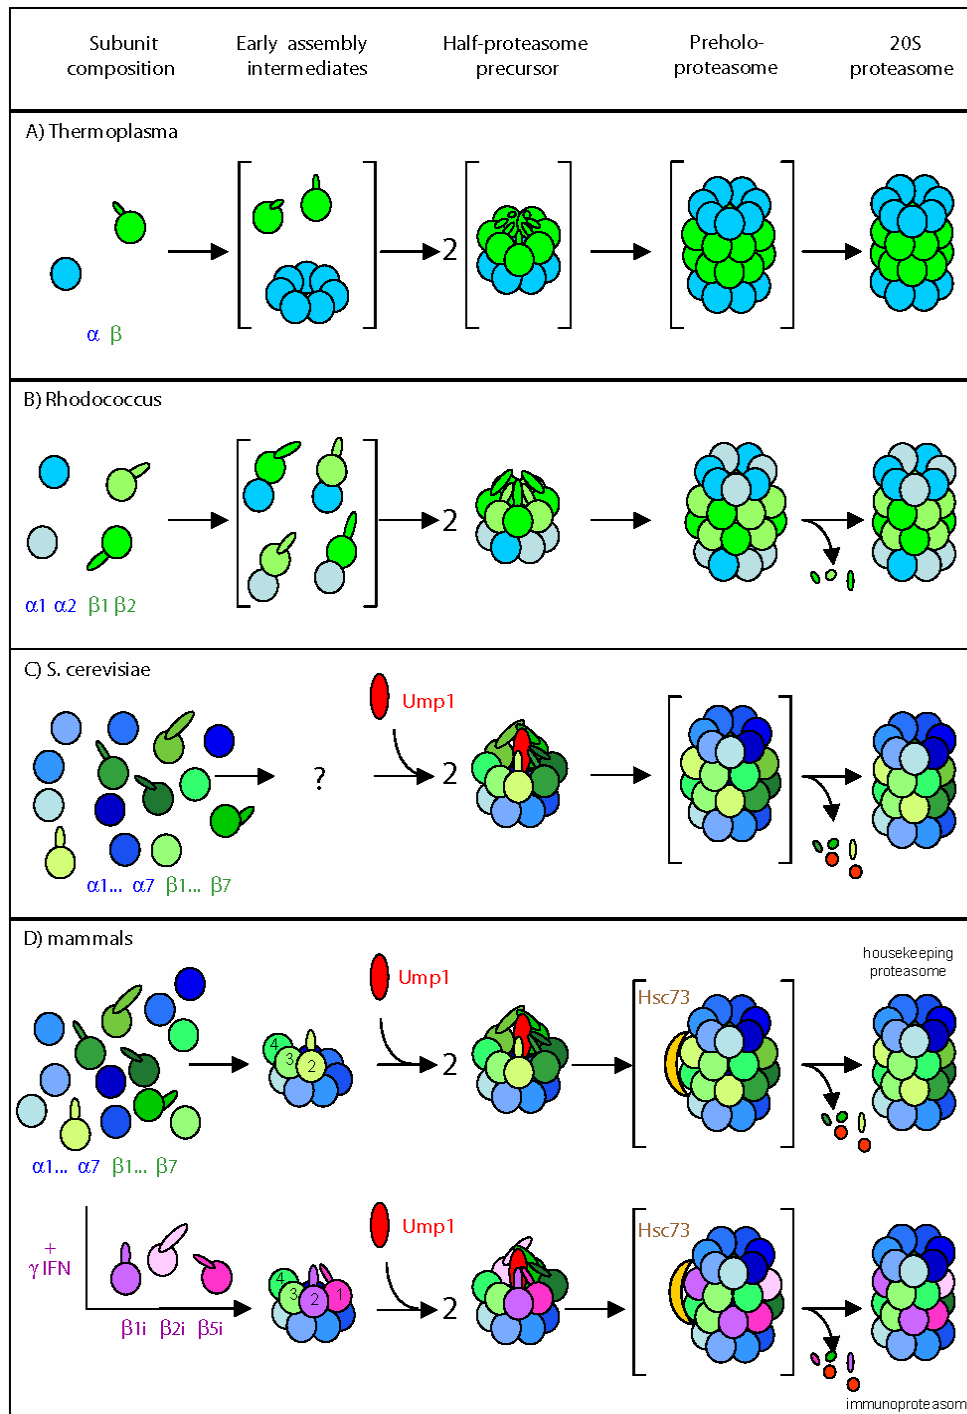 Subunit composition
Early assembly intermediates
Half-proteasome precursor
Preholo-proteasome
20S proteasome
A) Thermoplasma
2
α β
B) Rhodococcus
2
α1 α2 β1 β2
C) S. cerevisiae
Ump1
?
2
α1... α7 β1... β7
D) mammals
housekeeping proteasome
Ump1
Hsc73
4
3
2
2
α1... α7 β1... β7
+
γ IFN
Ump1
Hsc73
4
3
2
1
2
β1i β2i β5i
immunoproteasom